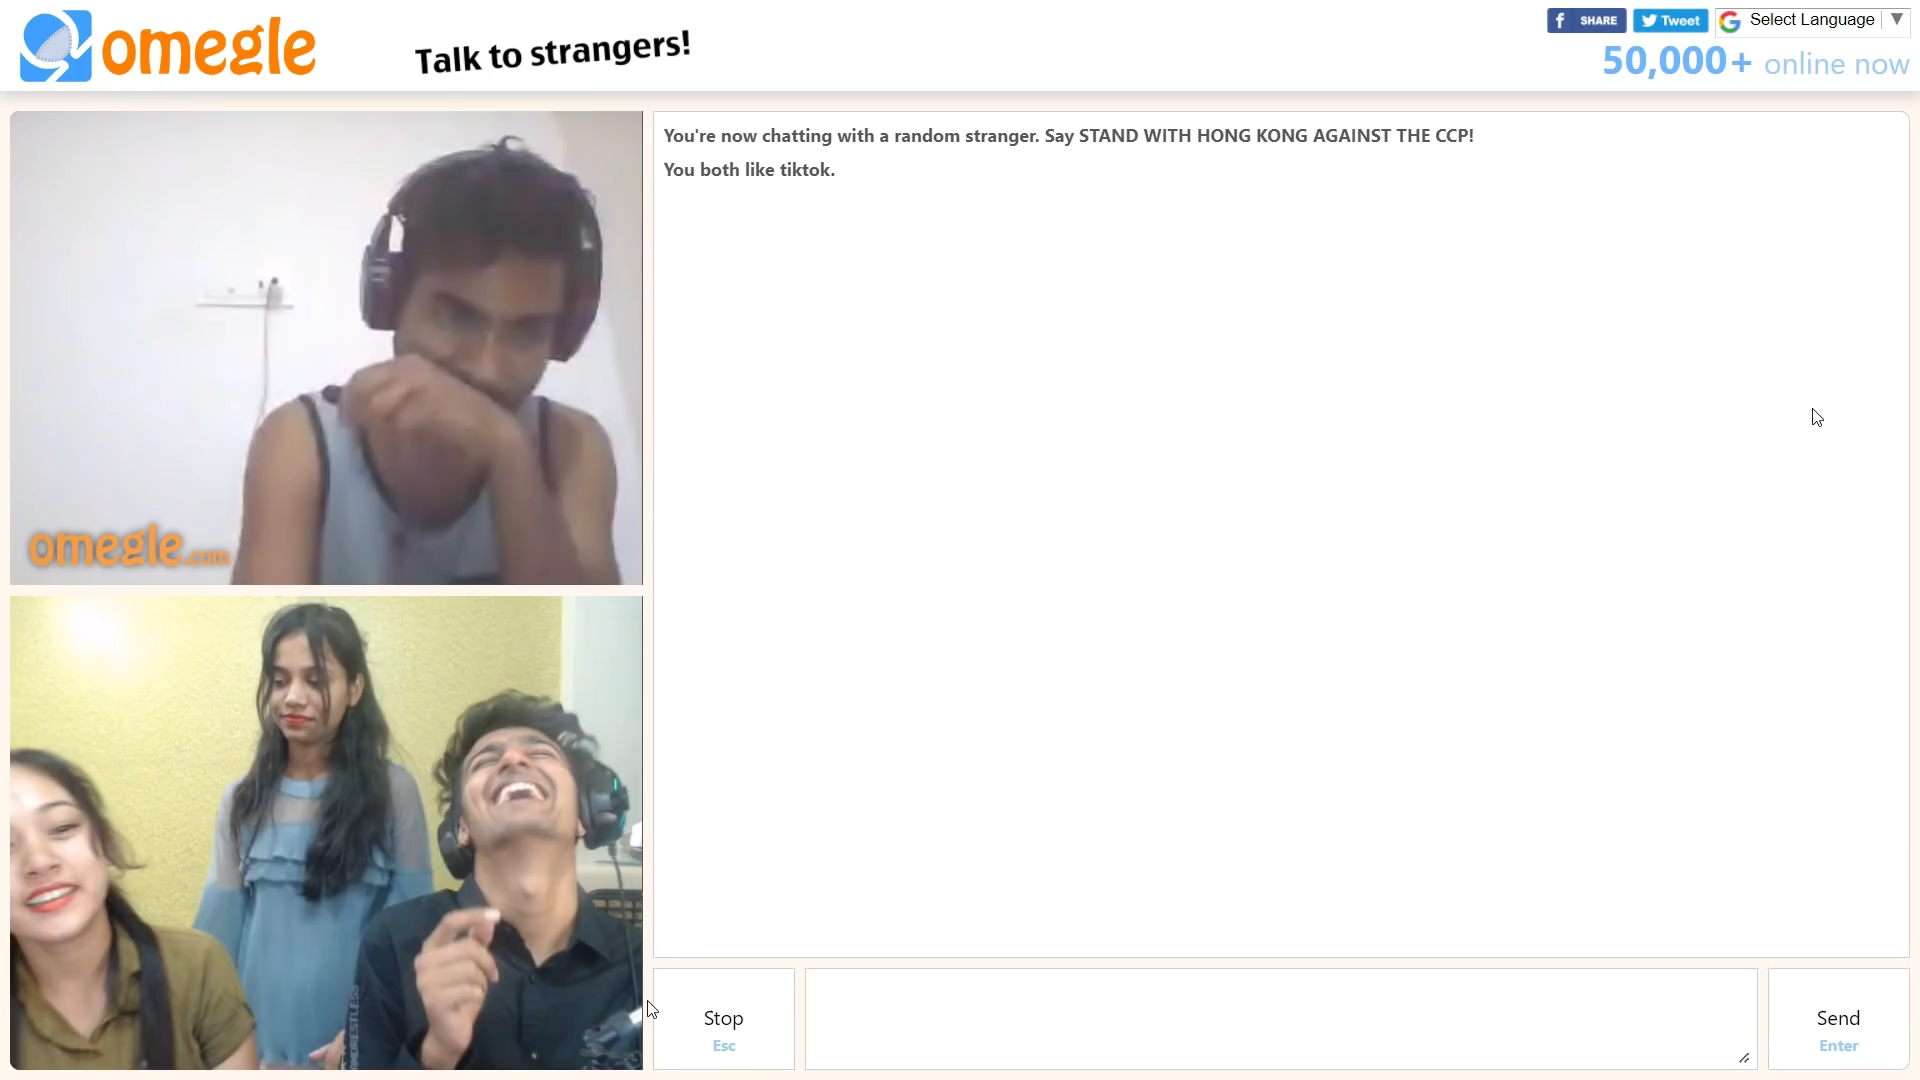 omegle
Talk to strangers!
f SHARE
Tweet
G Select Language ▼
50,000+ online now
You're now chatting with a random stranger. Say STAND WITH HONG KONG AGAINST THE CCP!
You both like tiktok.
omegle.com
Stop
Esc
Send
Enter